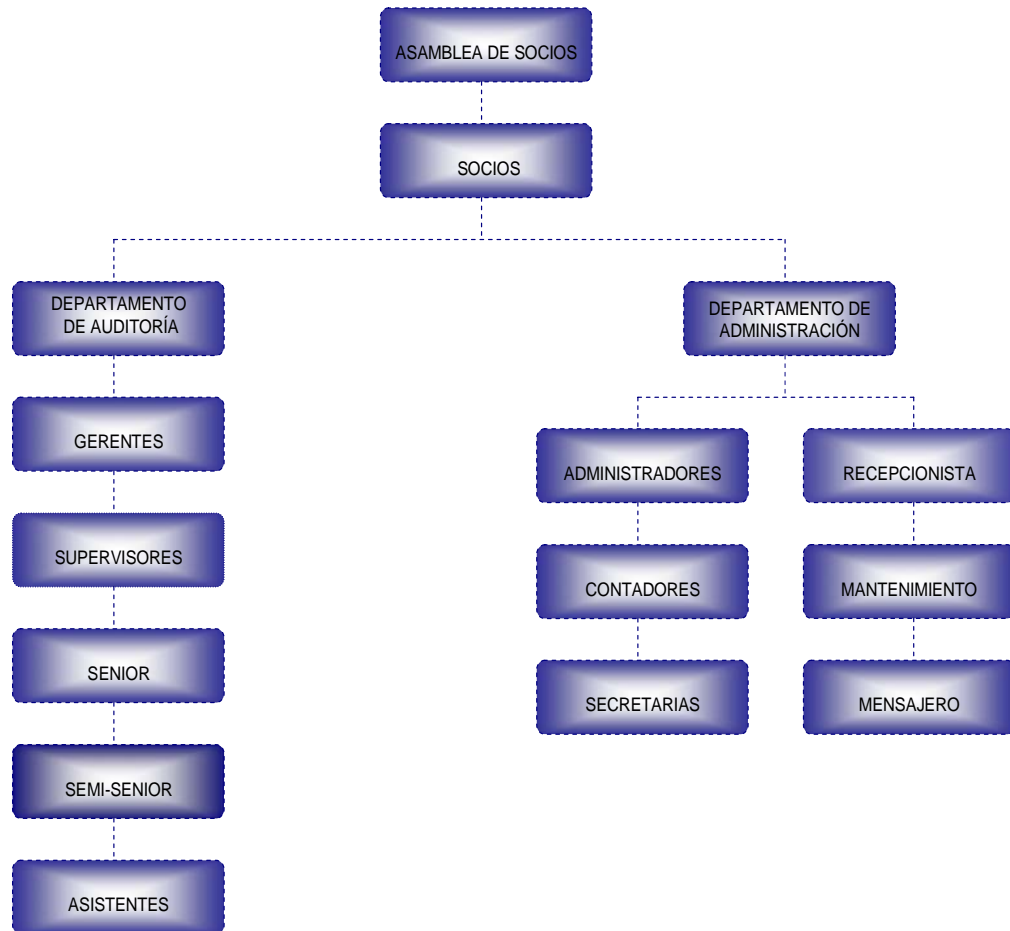 ASAMBLEA DE SOCIOS
SOCIOS
DEPARTAMENTO
DE AUDITORÍA
DEPARTAMENTO DE
ADMINISTRACIÓN
GERENTES
ADMINISTRADORES
RECEPCIONISTA
SUPERVISORES
CONTADORES
MANTENIMIENTO
SENIOR
SECRETARIAS
MENSAJERO
SEMI-SENIOR
ASISTENTES